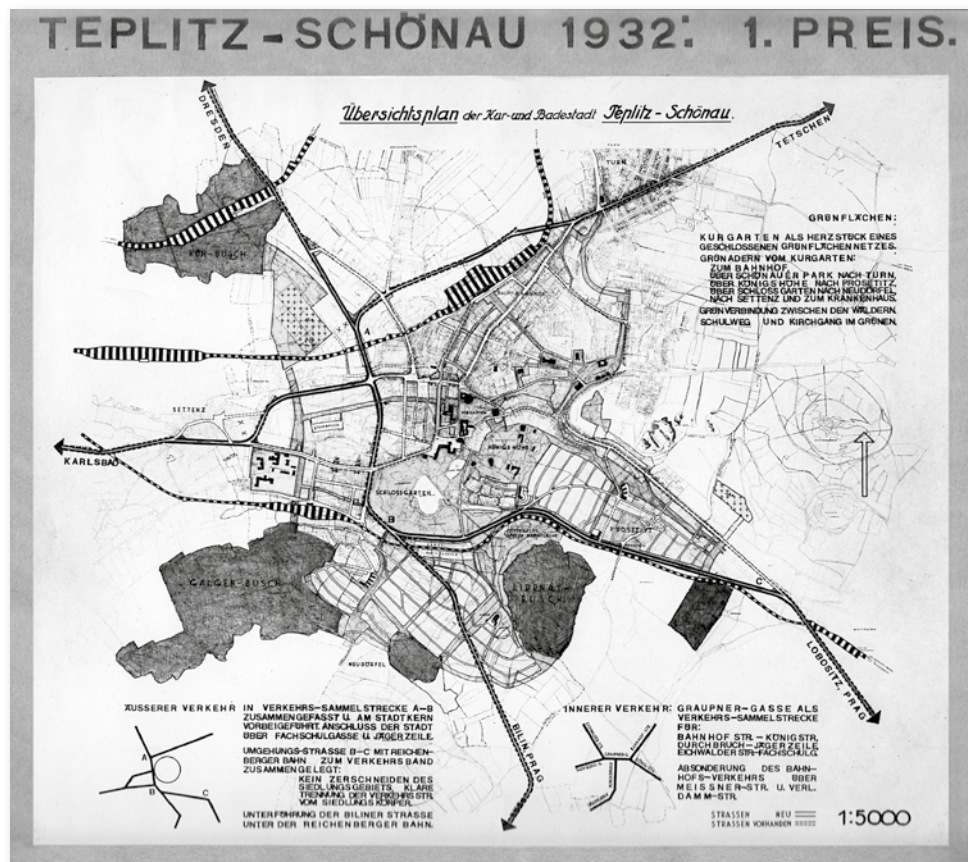 TEPLITZ - SCHÖNAU 1932: 1. PREIS.
Übersichtsplan der Kur- und Badestadt Teplitz - Schönau.
DRESDEN
TETSCHEN
TURN
GRÜNFLÄCHEN:
KURGARTEN ALS HERZSTÜCK EINES
GESCHLOSSENEN GRÜNFLÄCHENNETZES.
GRÜNADERN VOM KURGARTEN:
ZUM BAHNHOF
ÜBER SCHÖNAUER PARK NACH TURN,
ÜBER KÖNIGSHÖHE NACH PROSETITZ,
ÜBER SCHLOSSGARTEN NACH NEUDÖRFEL,
NACH SETTENZ UND ZUM KRANKENHAUS,
GRÜNVERBINDUNG ZWISCHEN DEN WÄLDERN.
SCHULWEG UND KIRCHGANG IM GRÜNEN.
A
SETTENZ
KARLSBAD
KÖNIGSHÖHE
SCHLOSSGARTEN
B
GALGEN-BUSCH
NEUDÖRFEL
C
LOBOSITZ, PRAG
BILIN, PRAG
ÄUSSERER VERKEHR
IN VERKEHRS-SAMMELSTRECKE A-B
ZUSAMMENGEFASST U. AM STADTKERN
VORBEIGEFÜHRT. ANSCHLUSS DER STADT
ÜBER FACHSCHULGASSE U. JÄGERZEILE.
UMGEHUNGS-STRASSE B-C MIT REICHEN-
BERGER BAHN ZUM VERKEHRSBAND
ZUSAMMENGELEGT:
KEIN ZERSCHNEIDEN DES
SIEDLUNGSGEBIETS, KLARE
TRENNUNG DER VERKEHRSSTR.
VOM SIEDLUNGSKÖRPER.
UNTERFÜHRUNG DER BILINER STRASSE
UNTER DER REICHENBERGER BAHN.
A
B
C
INNERER VERKEHR:
GRAUPNER-GASSE ALS
VERKEHRS-SAMMELSTRECKE
FÜR:
BAHNHOF STR.-KÖNIGSTR,
DURCHBRUCH-JÄGERZEILE
EICHWALDER STR-FACHSCHULG.
ABSONDERUNG DES BAHN-
HOFS-VERKEHRS ÜBER
MEISSNER-STR. U. VERL.
DAMM-STR.
STRASSEN NEU
STRASSEN VORHANDEN
1:5000